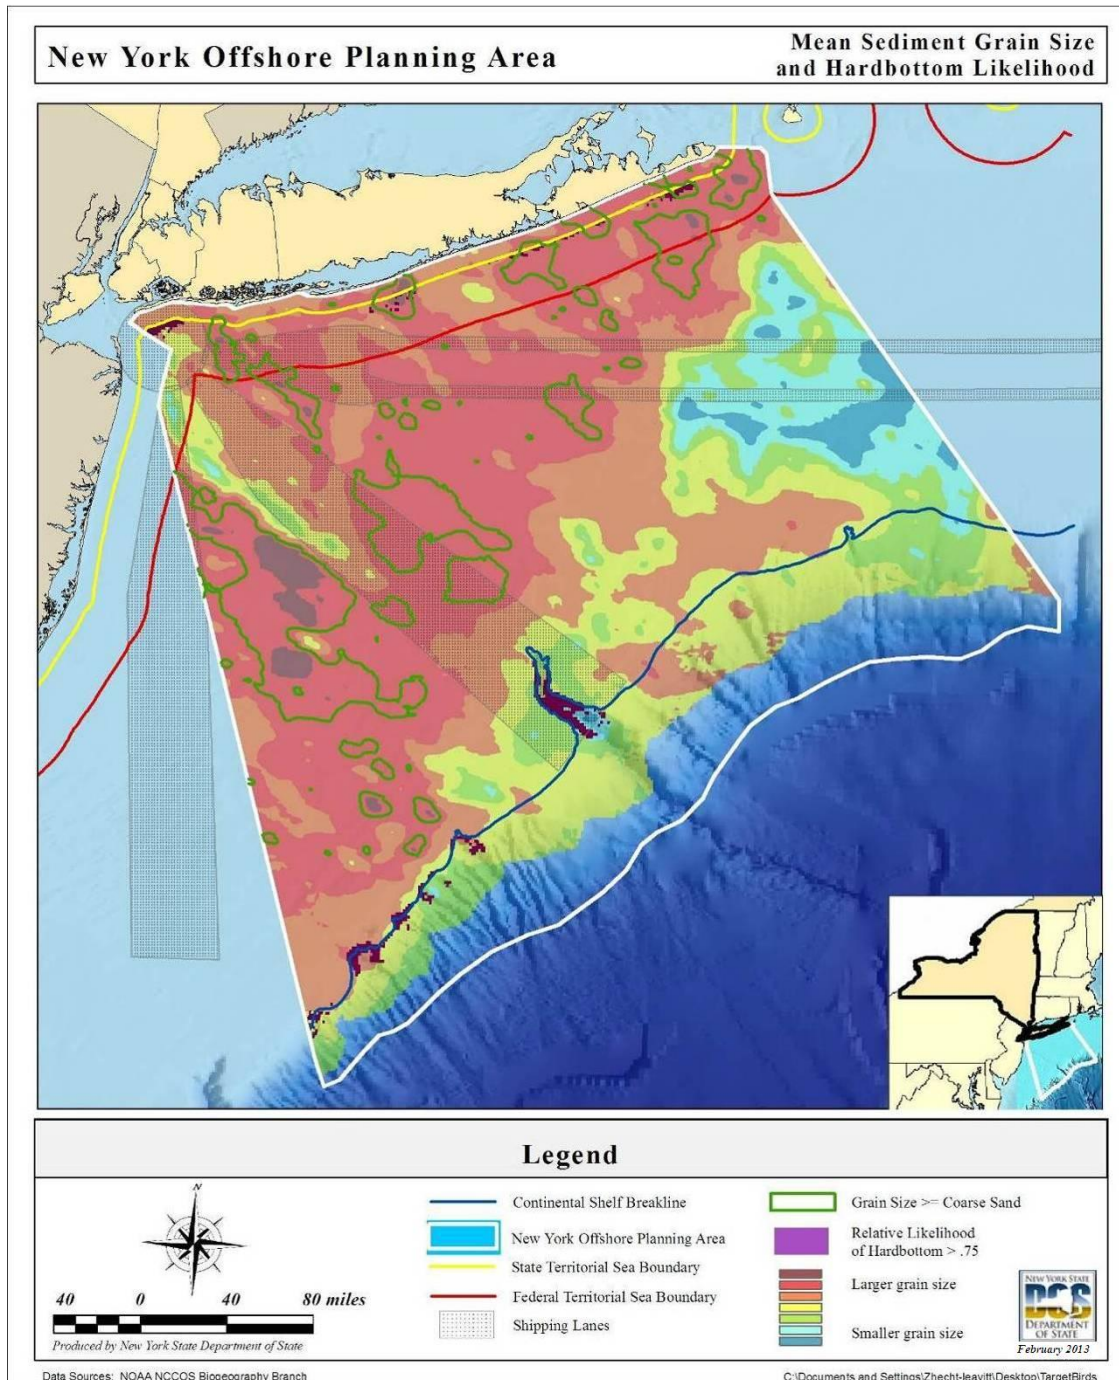 New York Offshore Planning Area
Mean Sediment Grain Size
and Hardbottom Likelihood
Legend
N
40 0 40 80 miles
Produced by New York State Department of State
Continental Shelf Breakline
New York Offshore Planning Area
State Territorial Sea Boundary
Federal Territorial Sea Boundary
Shipping Lanes
Grain Size >= Coarse Sand
Relative Likelihood
of Hardbottom > .75
Larger grain size
Smaller grain size
NEW YORK STATE
DOS
DEPARTMENT
OF STATE
February 2013
Data Sources: NOAA NCCOS Biogeography Branch
C:\Documents and Settings\Zhecht-leavitt\Desktop\TargetBirds